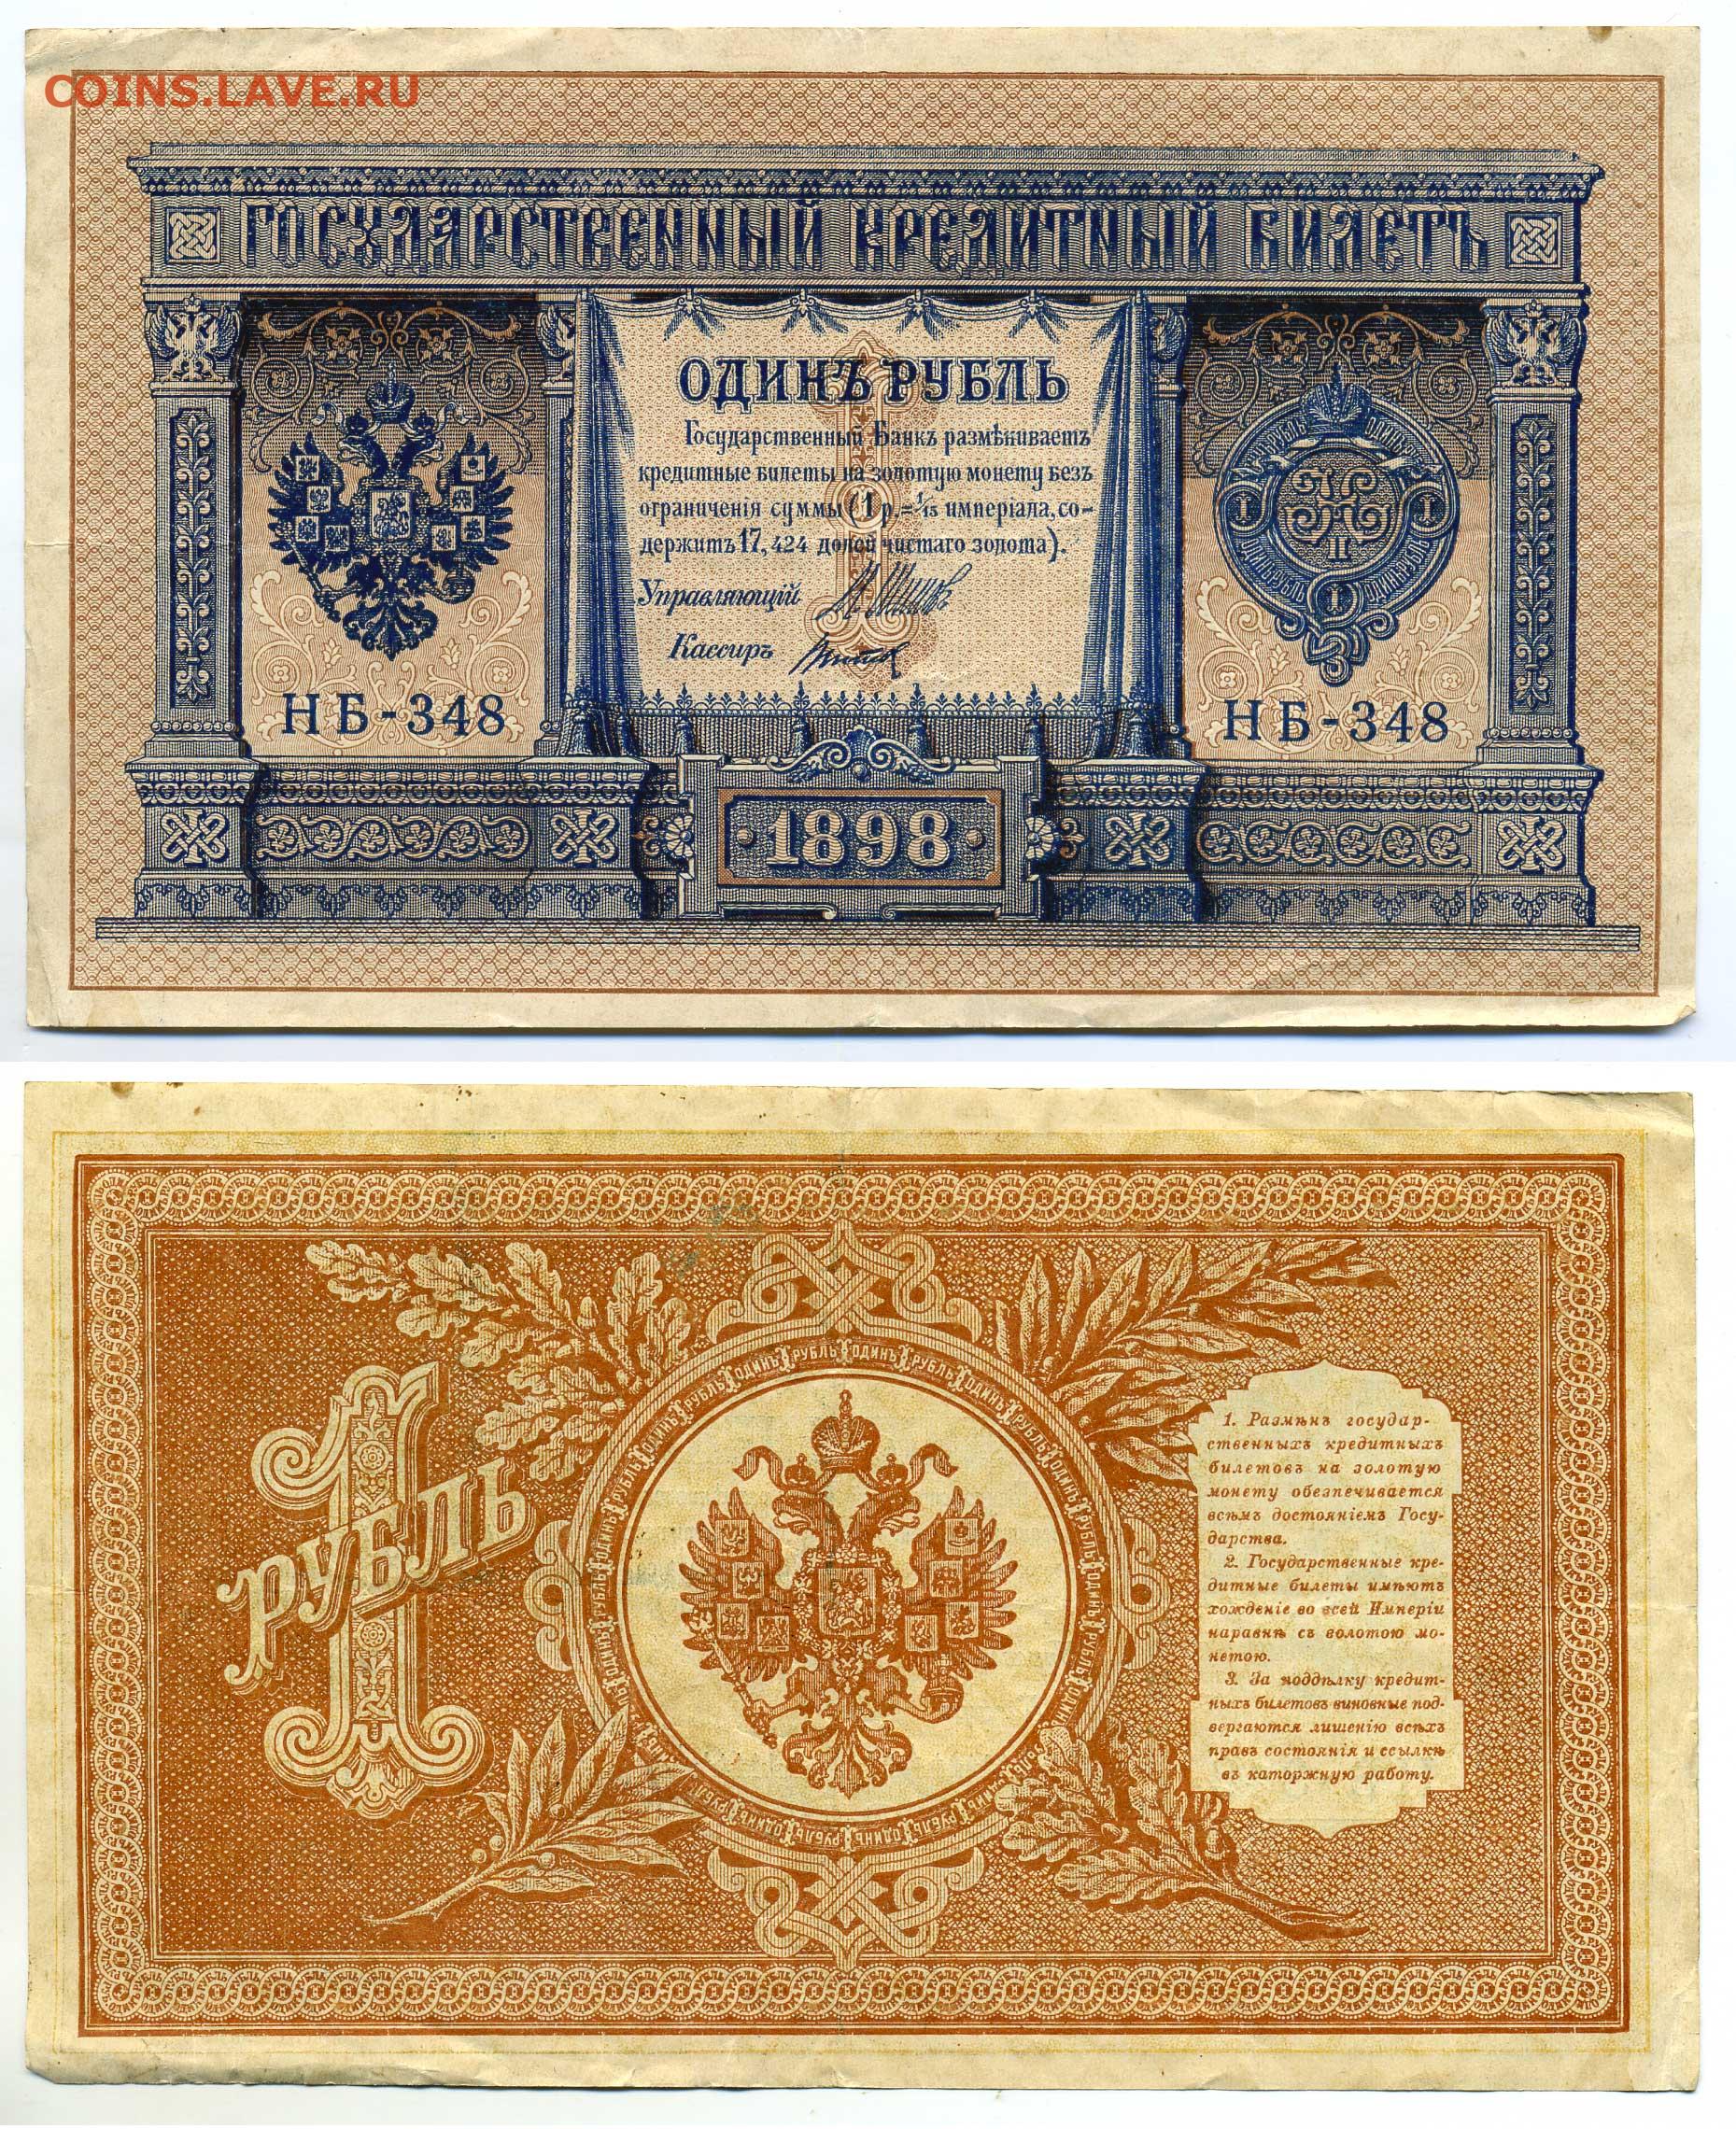 COINS.LAVE.RU
ГОСУДАРСТВЕННЫЙ КРЕДИТНЫЙ БИЛЕТЪ
ОДИНЪ РУБЛЬ
Государственный Банкъ размѣниваетъ
кредитные билеты на золотую монету безъ
ограниченія суммы (1 р.=1/15 имперіала, со-
держитъ 17,424 долей чистаго золота).
Управляющій
Кассиръ
НБ-348
НБ-348
1898
1
РУБЛЬ
1. Размѣнъ государ-
ственныхъ кредитныхъ
билетовъ на золотую
монету обезпечивается
всѣмъ достояніемъ Госу-
дарства.
2. Государственные кре-
дитные билеты имѣютъ
хожденіе во всей Имперіи
наравнѣ съ золотою мо-
нетою.
3. За поддѣлку кредит-
ныхъ билетовъ виновные под-
вергаются лишенію всѣхъ
правъ состоянія и ссылкѣ
въ каторжную работу.